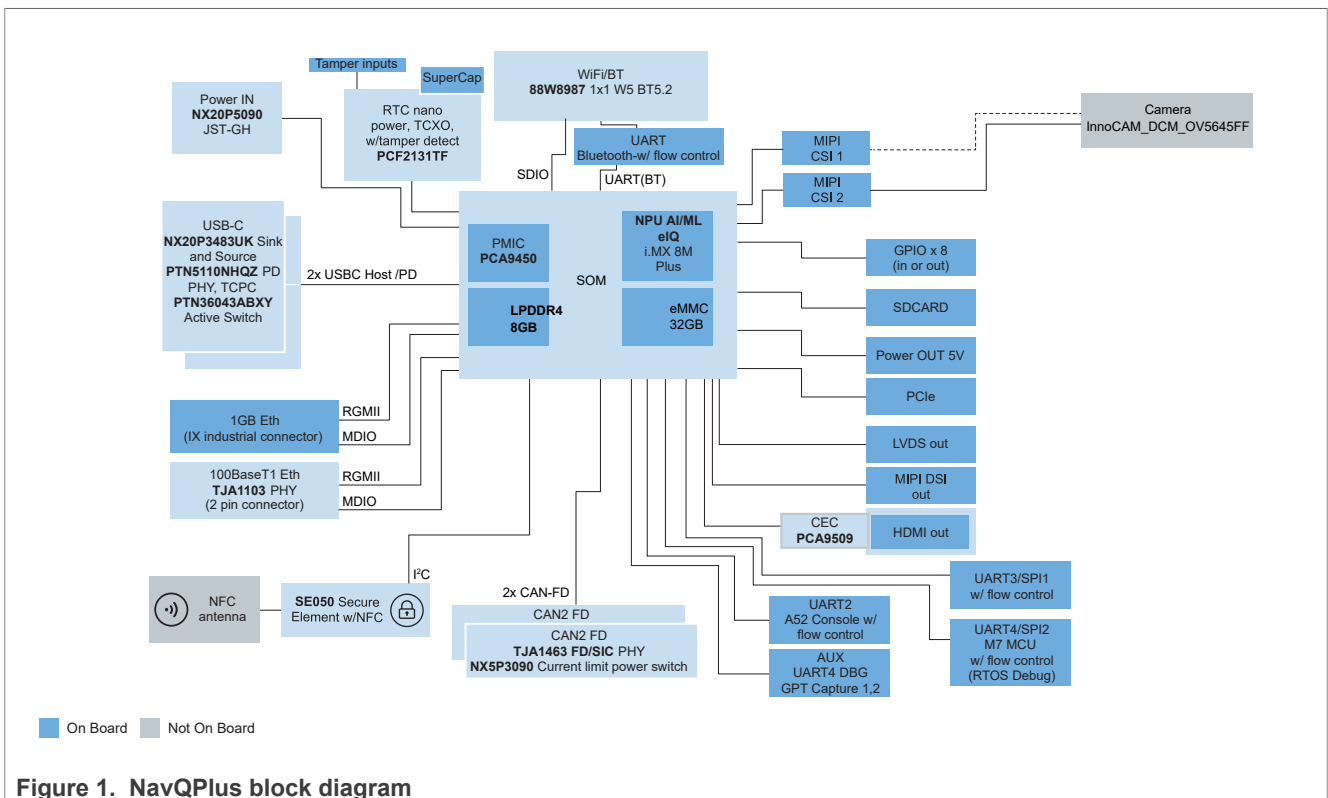 Tamper inputs
SuperCap
Power IN
NX20P5090
JST-GH
RTC nano
power, TCXO,
w/tamper detect
PCF2131TF
WiFi/BT
88W8987 1x1 W5 BT5.2
UART
Bluetooth-w/ flow control
SDIO
UART(BT)
MIPI
CSI 1
MIPI
CSI 2
Camera
InnoCAM_DCM_OV5645FF
USB-C
NX20P3483UK Sink
and Source
PTN5110NHQZ PD
PHY, TCPC
PTN36043ABXY
Active Switch
2x USBC Host /PD
PMIC
PCA9450
LPDDR4
8GB
SOM
NPU AI/ML
eIQ
i.MX 8M
Plus
eMMC
32GB
GPIO x 8
(in or out)
SDCARD
Power OUT 5V
PCIe
LVDS out
MIPI DSI
out
CEC
PCA9509
HDMI out
1GB Eth
(IX industrial connector)
RGMII
MDIO
100BaseT1 Eth
TJA1103 PHY
(2 pin connector)
RGMII
MDIO
NFC
antenna
SE050 Secure
Element w/NFC
I²C
2x CAN-FD
CAN2 FD
CAN2 FD
TJA1463 FD/SIC PHY
NX5P3090 Current limit power switch
UART2
A52 Console w/
flow control
AUX
UART4 DBG
GPT Capture 1,2
UART3/SPI1
w/ flow control
UART4/SPI2
M7 MCU
w/ flow control
(RTOS Debug)
On Board
Not On Board
Figure 1. NavQPlus block diagram